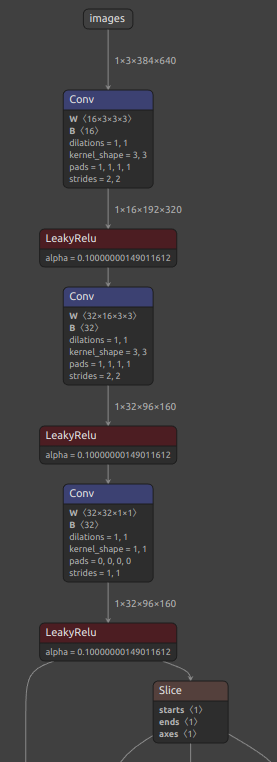 images
1×3×384×640
Conv
W 〈16×3×3×3〉
B 〈16〉
dilations = 1, 1
kernel_shape = 3, 3
pads = 1, 1, 1, 1
strides = 2, 2
1×16×192×320
LeakyRelu
alpha = 0.10000000149011612
Conv
W 〈32×16×3×3〉
B 〈32〉
dilations = 1, 1
kernel_shape = 3, 3
pads = 1, 1, 1, 1
strides = 2, 2
1×32×96×160
LeakyRelu
alpha = 0.10000000149011612
Conv
W 〈32×32×1×1〉
B 〈32〉
dilations = 1, 1
kernel_shape = 1, 1
pads = 0, 0, 0, 0
strides = 1, 1
1×32×96×160
LeakyRelu
alpha = 0.10000000149011612
Slice
starts 〈1〉
ends 〈1〉
axes 〈1〉